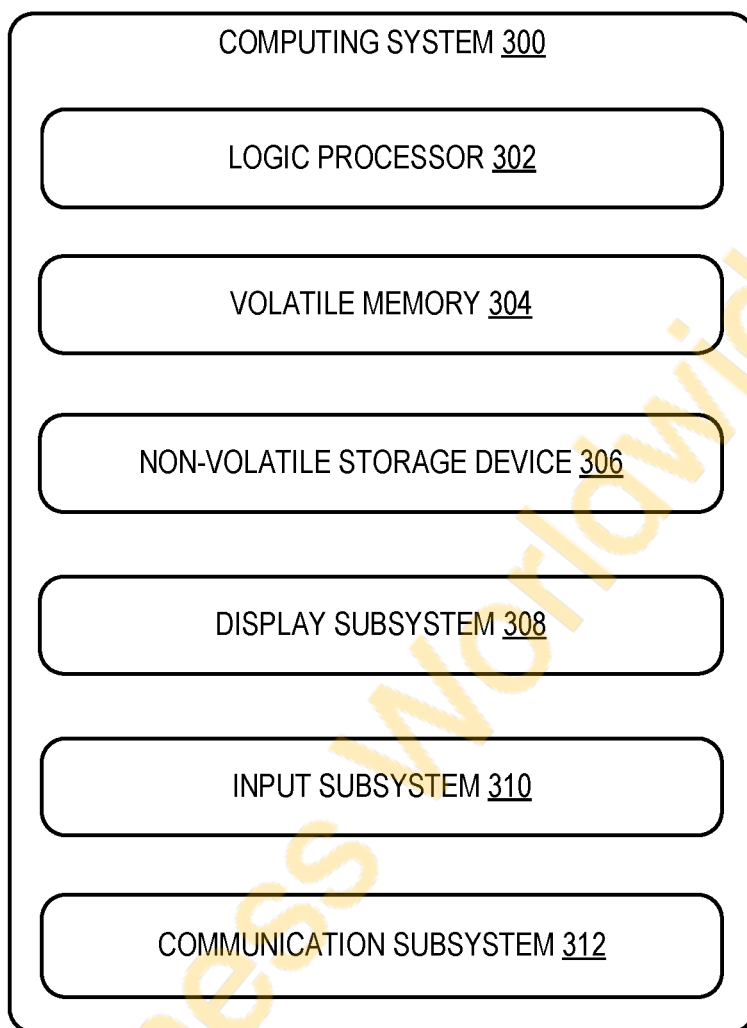 COMPUTING SYSTEM 300
LOGIC PROCESSOR 302
VOLATILE MEMORY 304
NON-VOLATILE STORAGE DEVICE 306
DISPLAY SUBSYSTEM 308
INPUT SUBSYSTEM 310
COMMUNICATION SUBSYSTEM 312